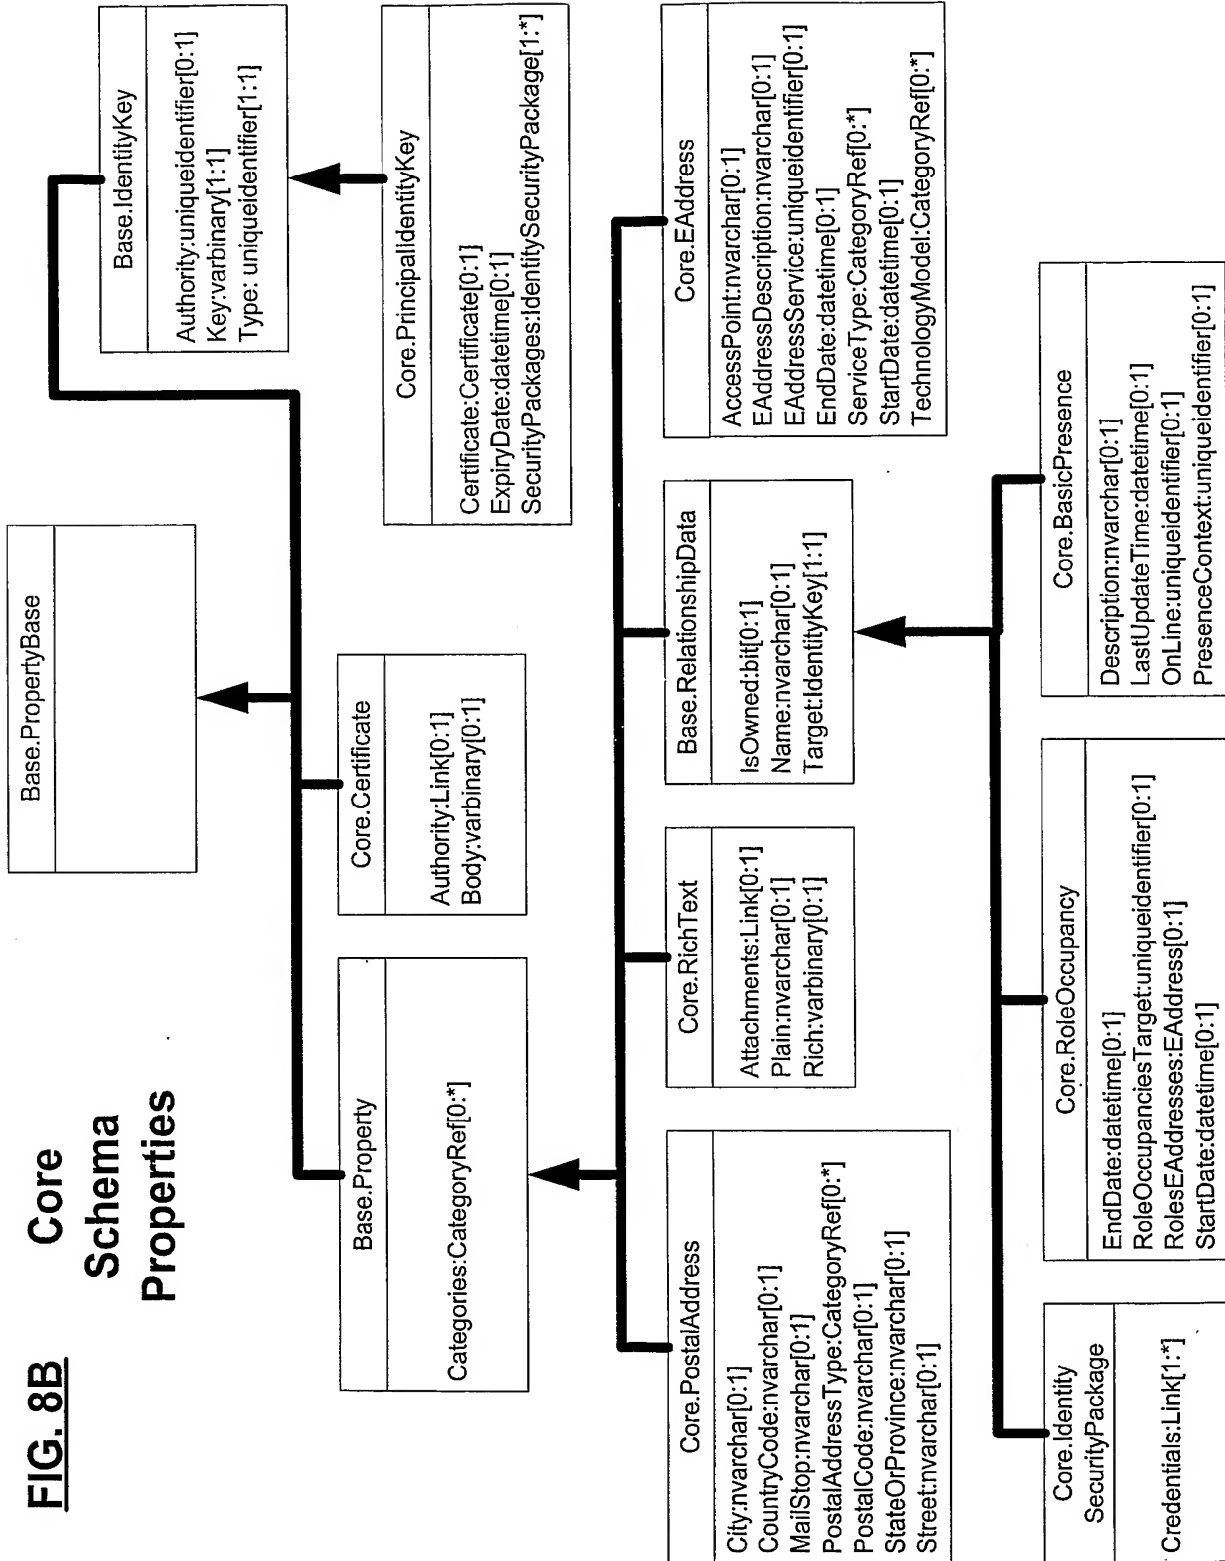 FIG. 8B
Core
Schema
Properties
Base.PropertyBase
Base.IdentityKey
Authority:uniqueidentifier[0:1]
Key:varbinary[1:1]
Type: uniqueidentifier[1:1]
Base.Property
Categories:CategoryRef[0:*]
Core.Certificate
Authority:Link[0:1]
Body:varbinary[0:1]
Core.PrincipalIdentityKey
Certificate:Certificate[0:1]
ExpiryDate:datetime[0:1]
SecurityPackages:IdentitySecurityPackage[1:*]
Core.PostalAddress
City:nvarchar[0:1]
CountryCode:nvarchar[0:1]
MailStop:nvarchar[0:1]
PostalAddressType:CategoryRef[0:*]
PostalCode:nvarchar[0:1]
StateOrProvince:nvarchar[0:1]
Street:nvarchar[0:1]
Core.RichText
Attachments:Link[0:1]
Plain:nvarchar[0:1]
Rich:varbinary[0:1]
Base.RelationshipData
IsOwned:bit[0:1]
Name:nvarchar[0:1]
Target:IdentityKey[1:1]
Core.EAddress
AccessPoint:nvarchar[0:1]
EAddressDescription:nvarchar[0:1]
EAddressService:uniqueidentifier[0:1]
EndDate:datetime[0:1]
ServiceType:CategoryRef[0:*]
StartDate:datetime[0:1]
TechnologyModel:CategoryRef[0:*]
Core.Identity
SecurityPackage
Credentials:Link[1:*]
Core.RoleOccupancy
EndDate:datetime[0:1]
RoleOccupanciesTarget:uniqueidentifier[0:1]
RolesEAddresses:EAddress[0:1]
StartDate:datetime[0:1]
Core.BasicPresence
Description:nvarchar[0:1]
LastUpdateTime:datetime[0:1]
OnLine:uniqueidentifier[0:1]
PresenceContext:uniqueidentifier[0:1]